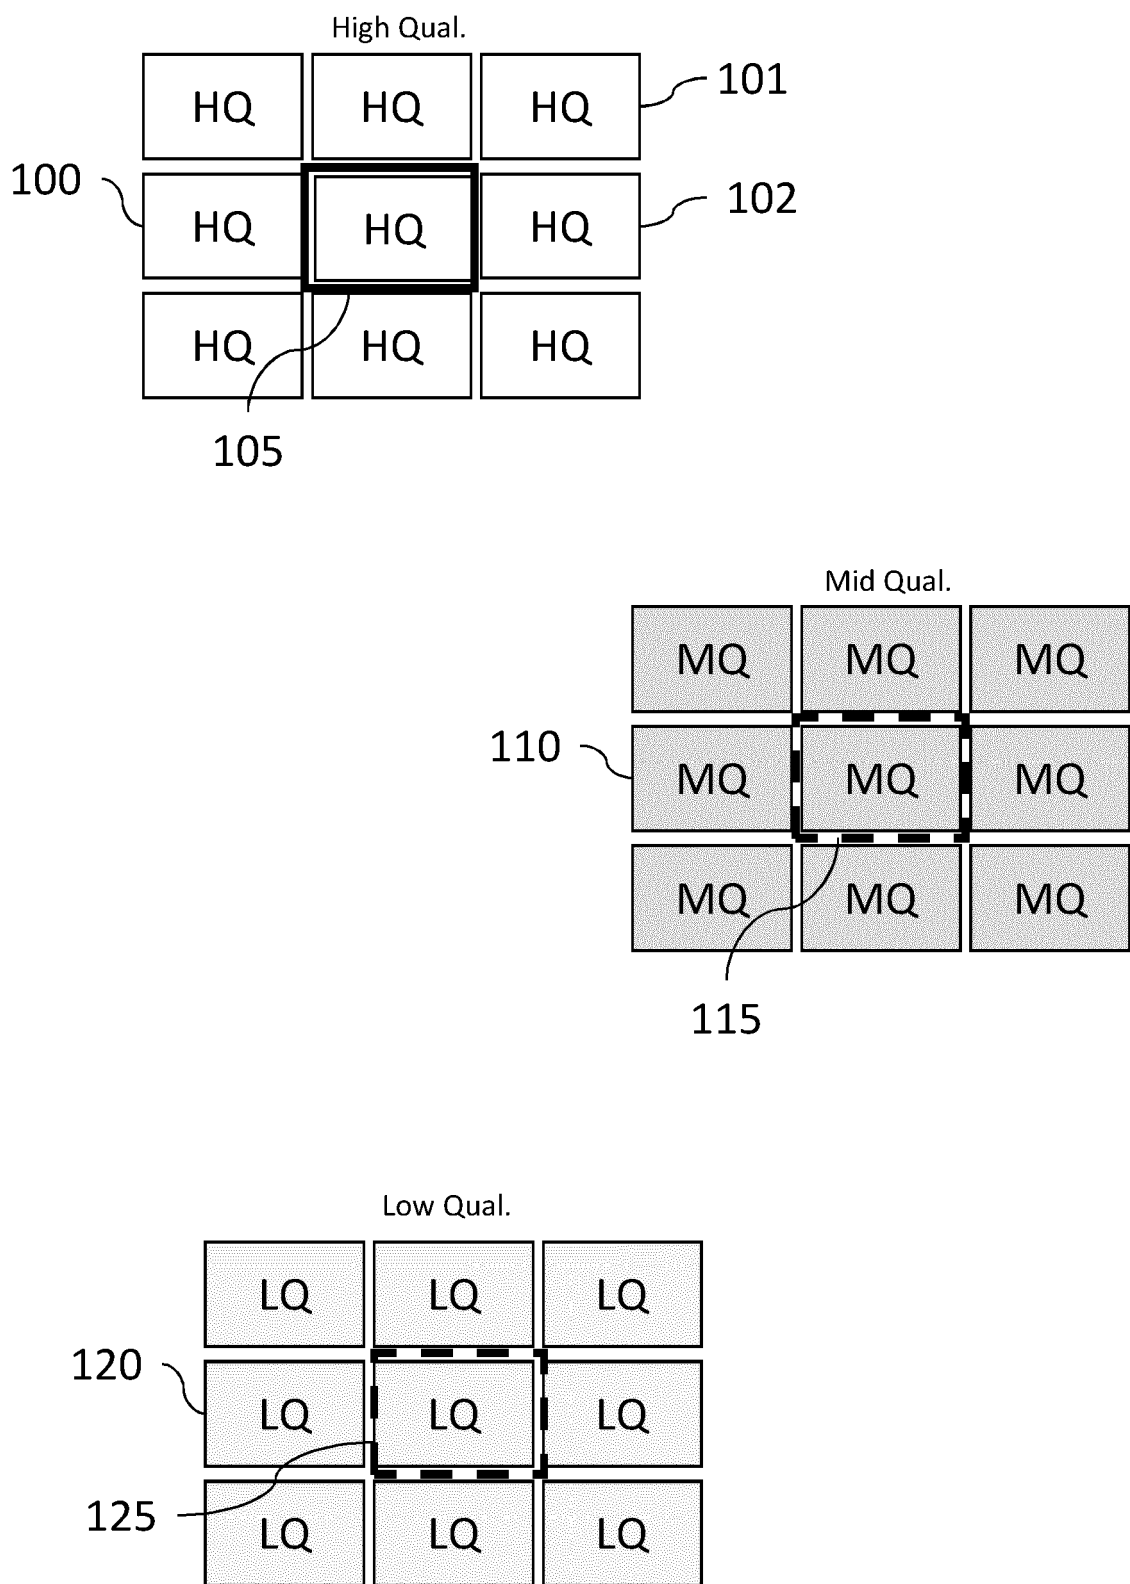 High Qual.
HQ HQ HQ 101
100 HQ HQ HQ 102
HQ HQ HQ
105
Mid Qual.
MQ MQ MQ
110 MQ MQ MQ
MQ MQ MQ
115
Low Qual.
LQ LQ LQ
120 LQ LQ LQ
125 LQ LQ LQ